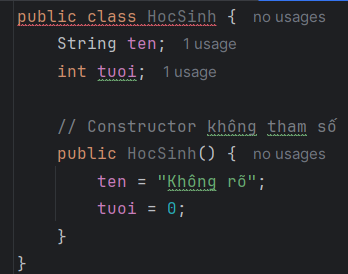 public class HocSinh { no usages
String ten; 1 usage
int tuoi; 1 usage
// Constructor không tham số
public HocSinh() { no usages
ten = "Không rõ";
tuoi = 0;
}
}